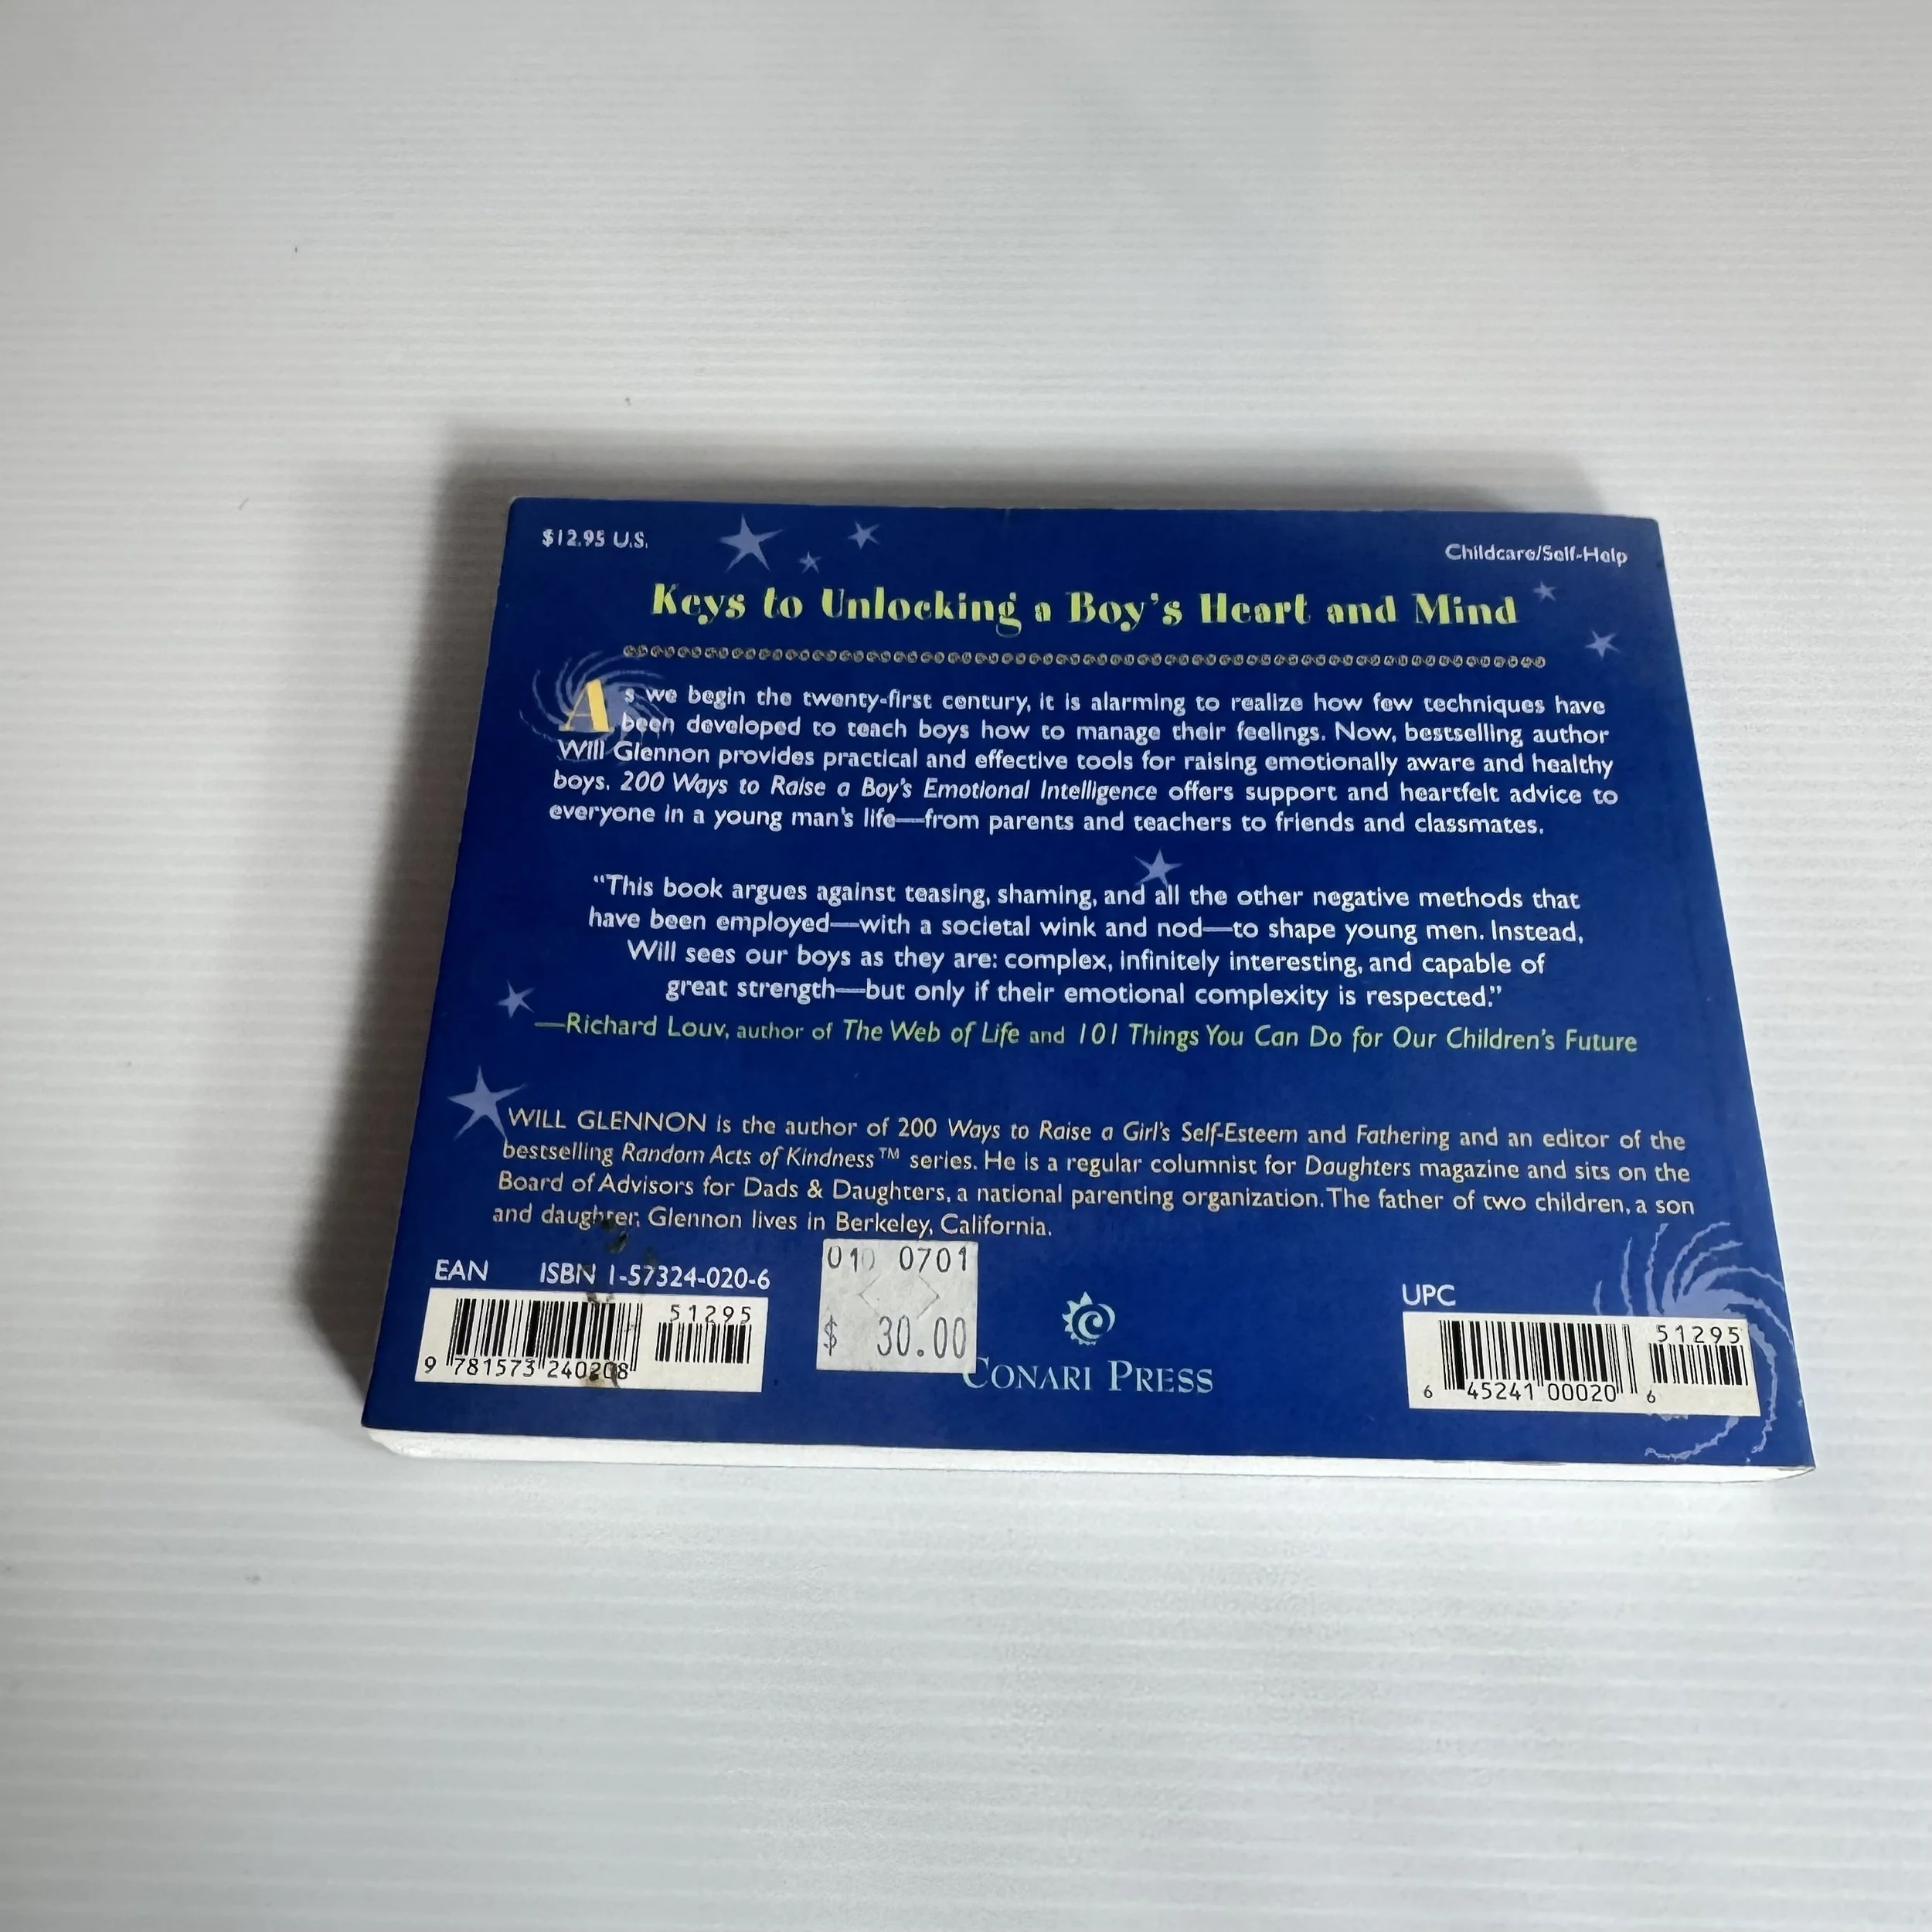 $12.95 U.S.
Childcare/Self-Help
Keys to Unlocking a Boy's Heart and Mind
As we begin the twenty-first century, it is alarming to realize how few techniques have
been developed to teach boys how to manage their feelings. Now, bestselling author
Will Glennon provides practical and effective tools for raising emotionally aware and healthy
boys. 200 Ways to Raise a Boy's Emotional Intelligence offers support and heartfelt advice to
everyone in a young man's life—from parents and teachers to friends and classmates.
"This book argues against teasing, shaming, and all the other negative methods that
have been employed—with a societal wink and nod—to shape young men. Instead,
Will sees our boys as they are: complex, infinitely interesting, and capable of
great strength—but only if their emotional complexity is respected."
—Richard Louv, author of The Web of Life and 101 Things You Can Do for Our Children's Future
WILL GLENNON is the author of 200 Ways to Raise a Girl's Self-Esteem and Fathering and an editor of the
bestselling Random Acts of Kindness™ series. He is a regular columnist for Daughters magazine and sits on the
Board of Advisors for Dads & Daughters, a national parenting organization. The father of two children, a son
and daughter, Glennon lives in Berkeley, California.
EAN ISBN 1-57324-020-6
51295
9 781573 240208
0701
$ 30.00
CONARI PRESS
UPC
51295
6 45241 00020 6